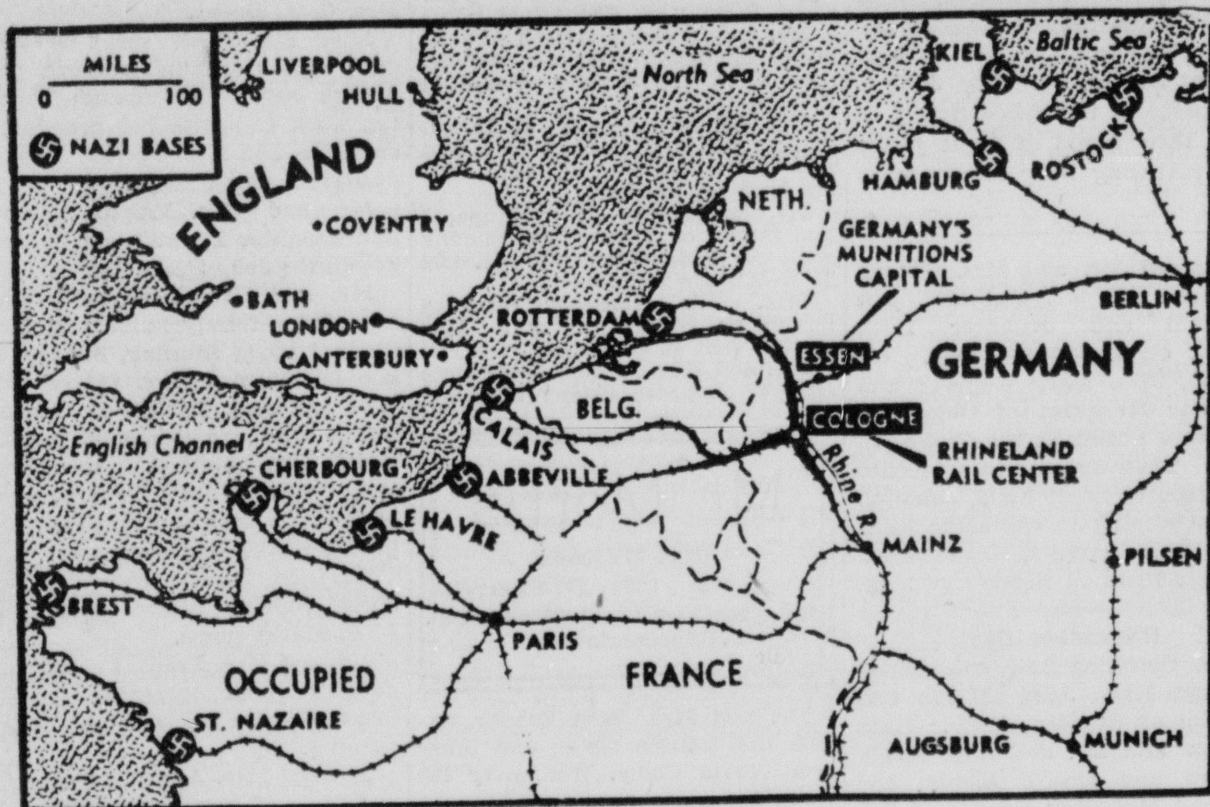 MILES
0 100
NAZI BASES
LIVERPOOL
HULL
ENGLAND
COVENTRY
BATH
LONDON
CANTERBURY
North Sea
Baltic Sea
KIEL
ROSTOCK
HAMBURG
NETH.
GERMANY'S
MUNITIONS
CAPITAL
BERLIN
ROTTERDAM
ESSEN
GERMANY
BELG.
COLOGNE
RHINELAND
RAIL CENTER
Rhine R.
English Channel
CALAIS
CHERBOURG
ABBEVILLE
LE HAVRE
MAINZ
PILSEN
BREST
PARIS
OCCUPIED FRANCE
ST. NAZAIRE
AUGSBURG
MUNICH